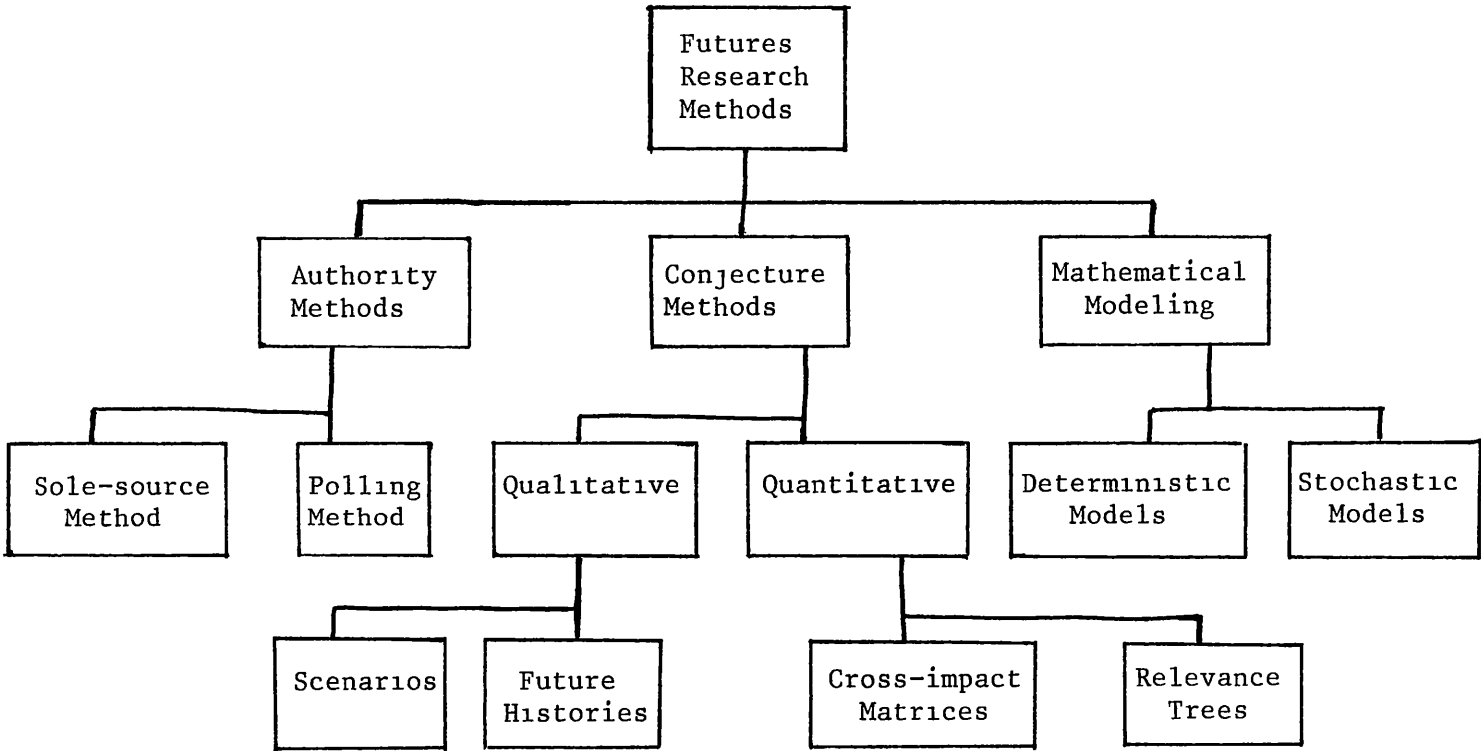 Futures
Research
Methods
Authority
Methods
Conjecture
Methods
Mathematical
Modeling
Sole-source
Method
Polling
Method
Qualitative
Quantitative
Deterministic
Models
Stochastic
Models
Scenarios
Future
Histories
Cross-impact
Matrices
Relevance
Trees